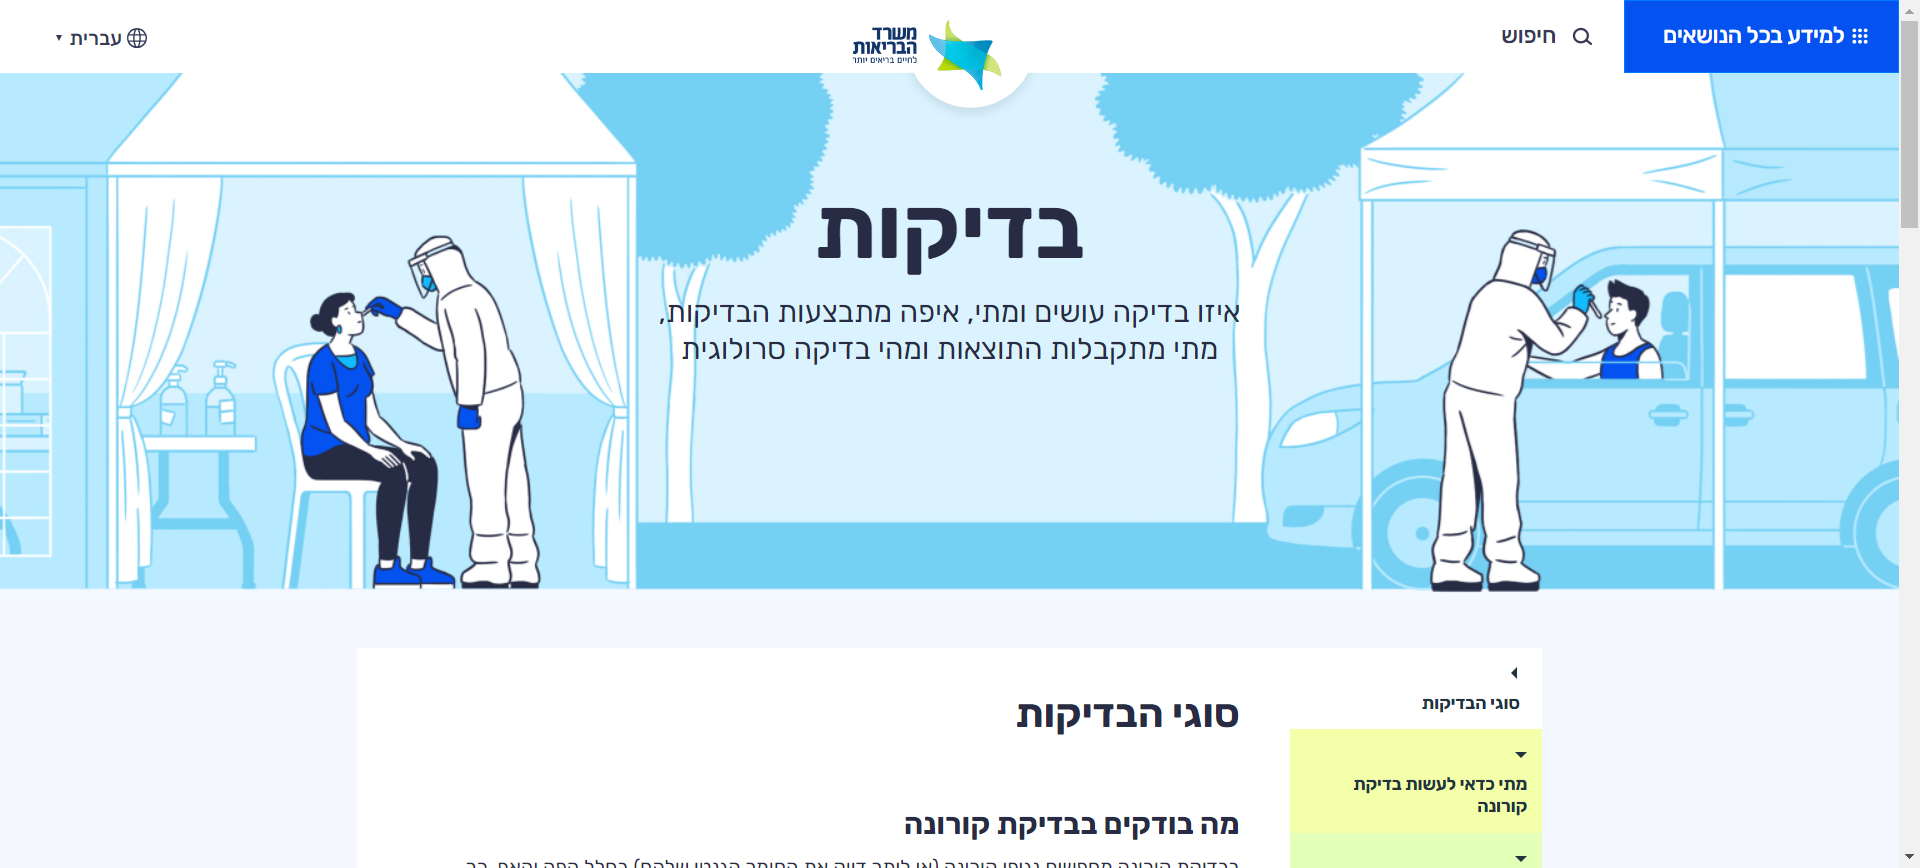 למידע בכל הנושאים
חיפוש
משרד
הבריאות
לחיים בריאים יותר
עברית
בדיקות
איזו בדיקה עושים ומתי, איפה מתבצעות הבדיקות,
מתי מתקבלות התוצאות ומהי בדיקה סרולוגית
סוגי הבדיקות
מתי כדאי לעשות בדיקת
קורונה
סוגי הבדיקות
מה בודקים בבדיקת קורונה